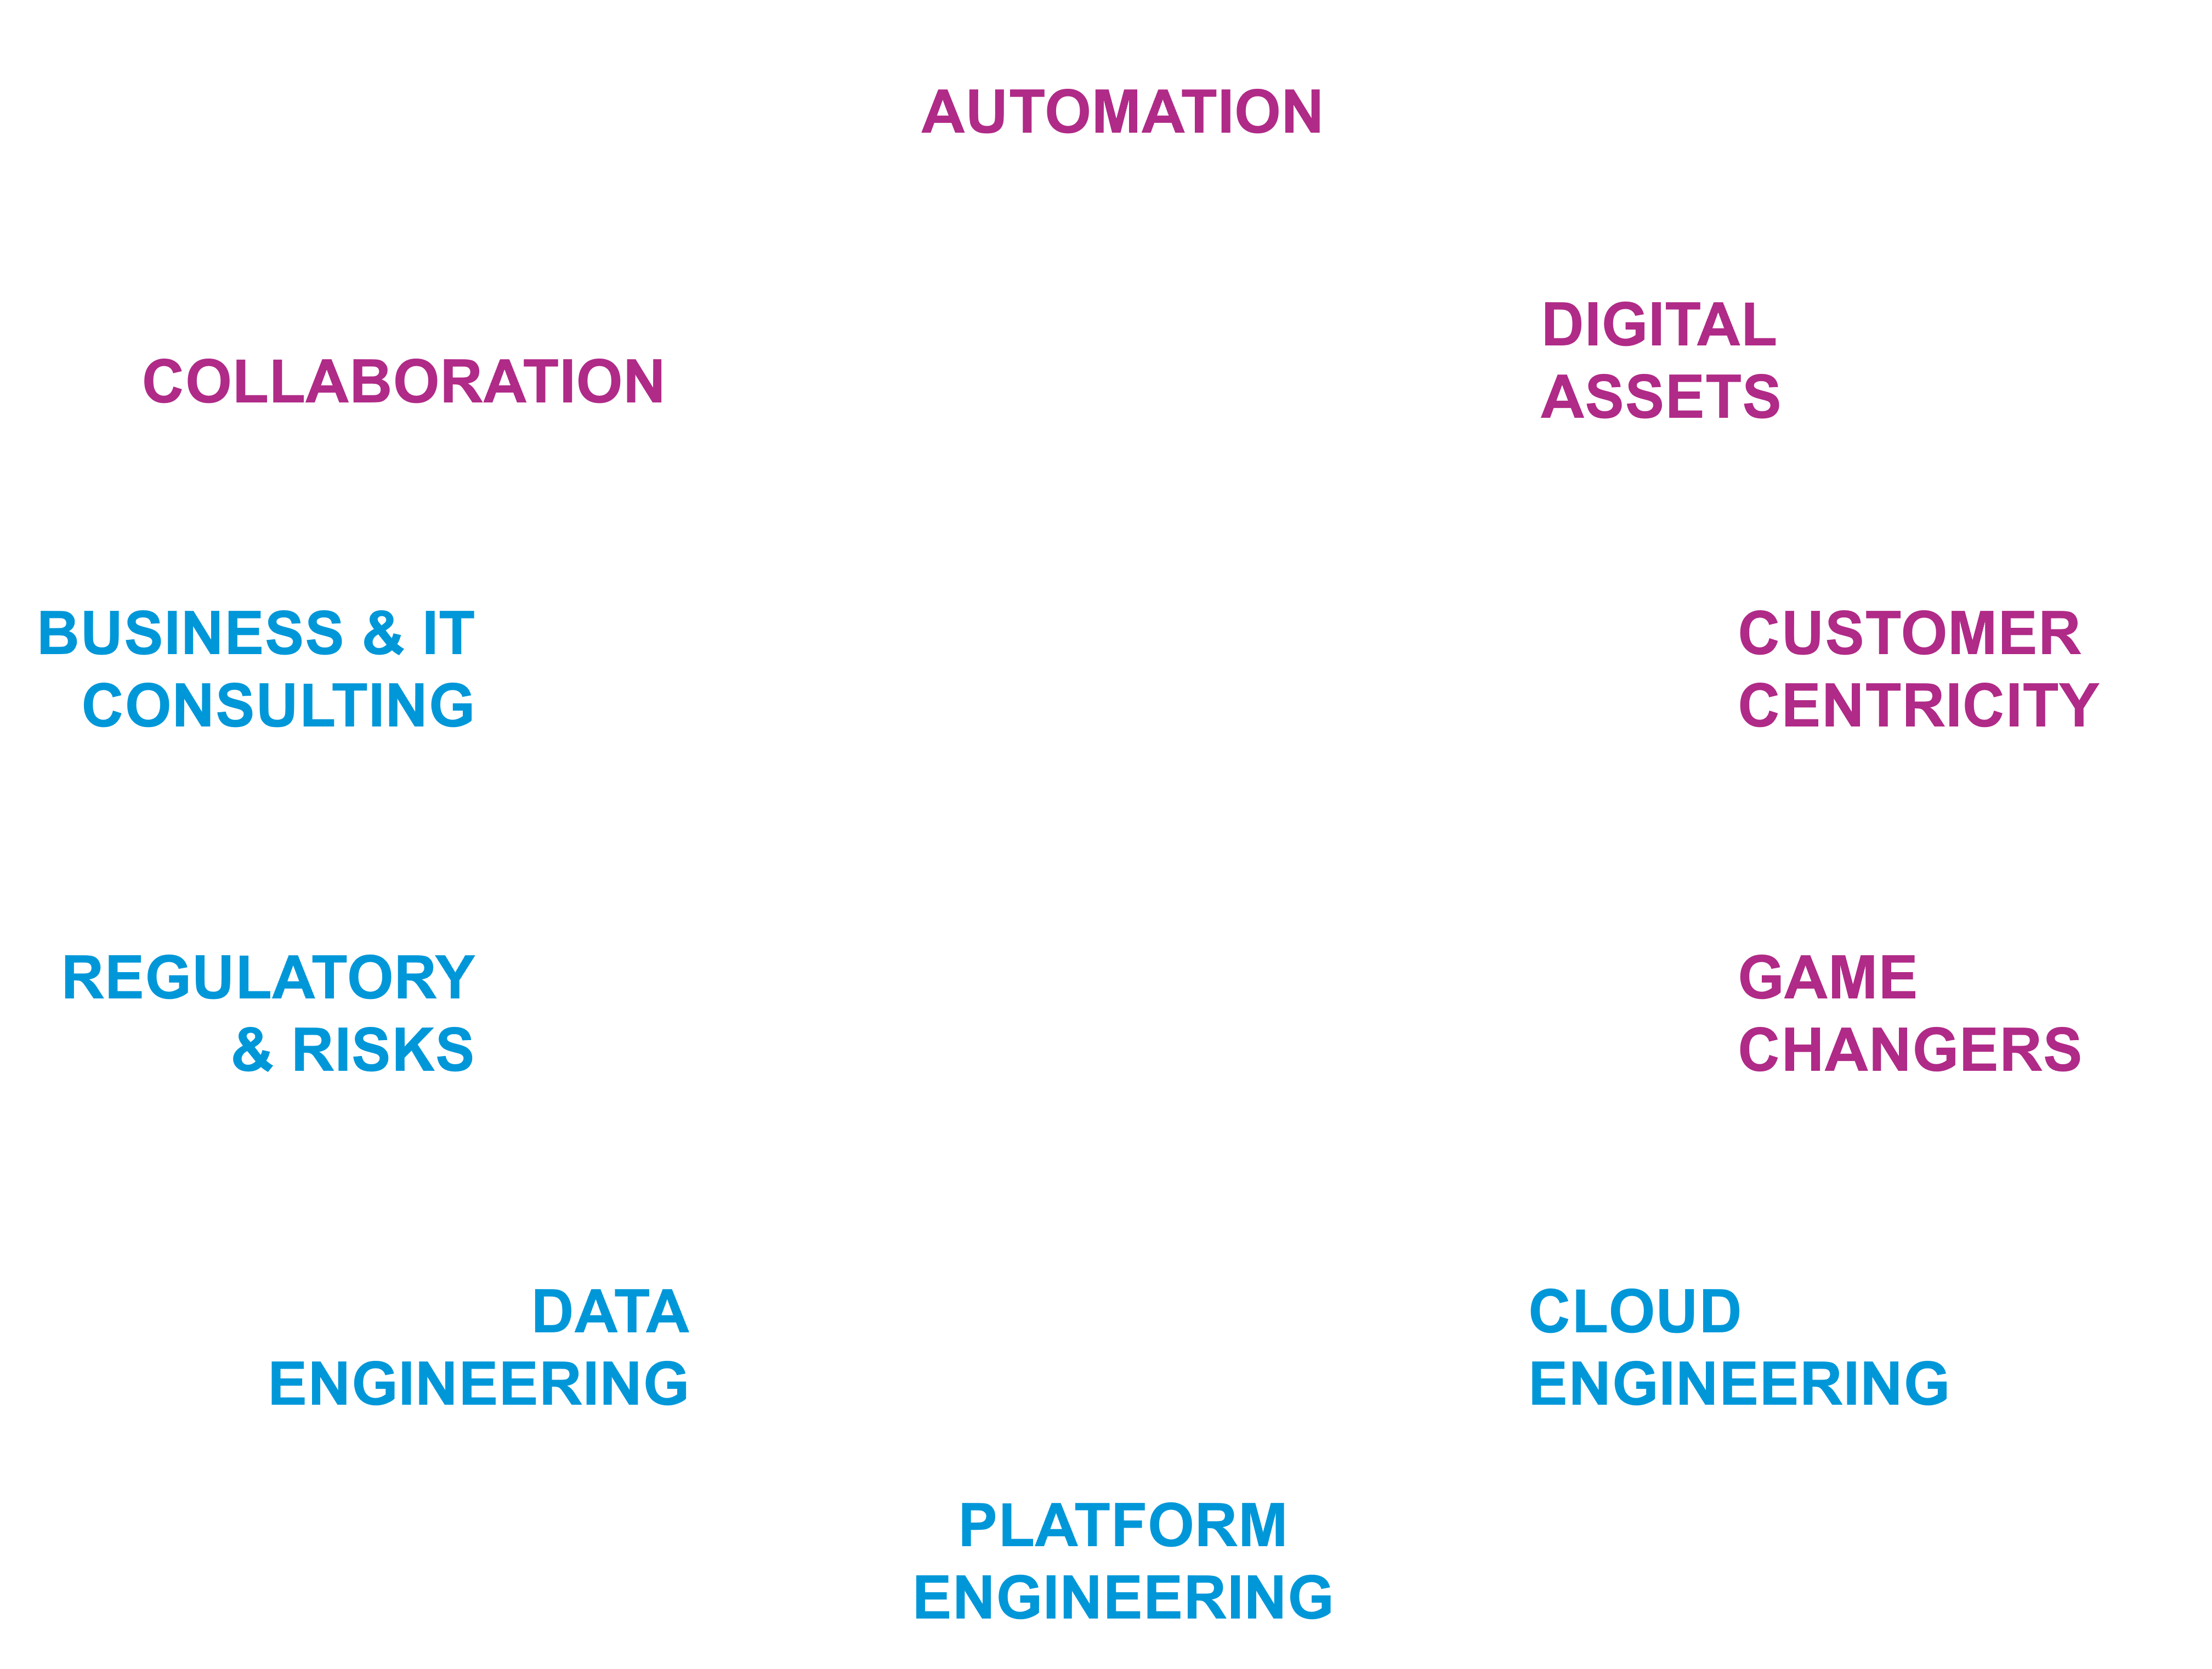 AUTOMATION
DIGITAL
ASSETS
COLLABORATION
BUSINESS & IT
CONSULTING
CUSTOMER
CENTRICITY
REGULATORY
& RISKS
GAME
CHANGERS
DATA
ENGINEERING
CLOUD
ENGINEERING
PLATFORM
ENGINEERING